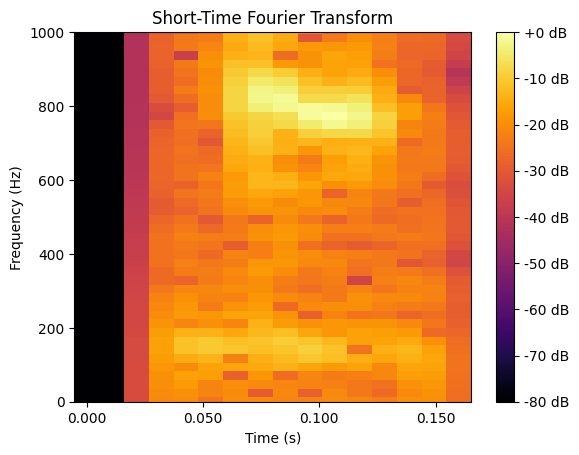 Short-Time Fourier Transform
1000
800
600
400
200
0
Frequency (Hz)
0.000
0.050
0.100
0.150
Time (s)
+0 dB
-10 dB
-20 dB
-30 dB
-40 dB
-50 dB
-60 dB
-70 dB
-80 dB